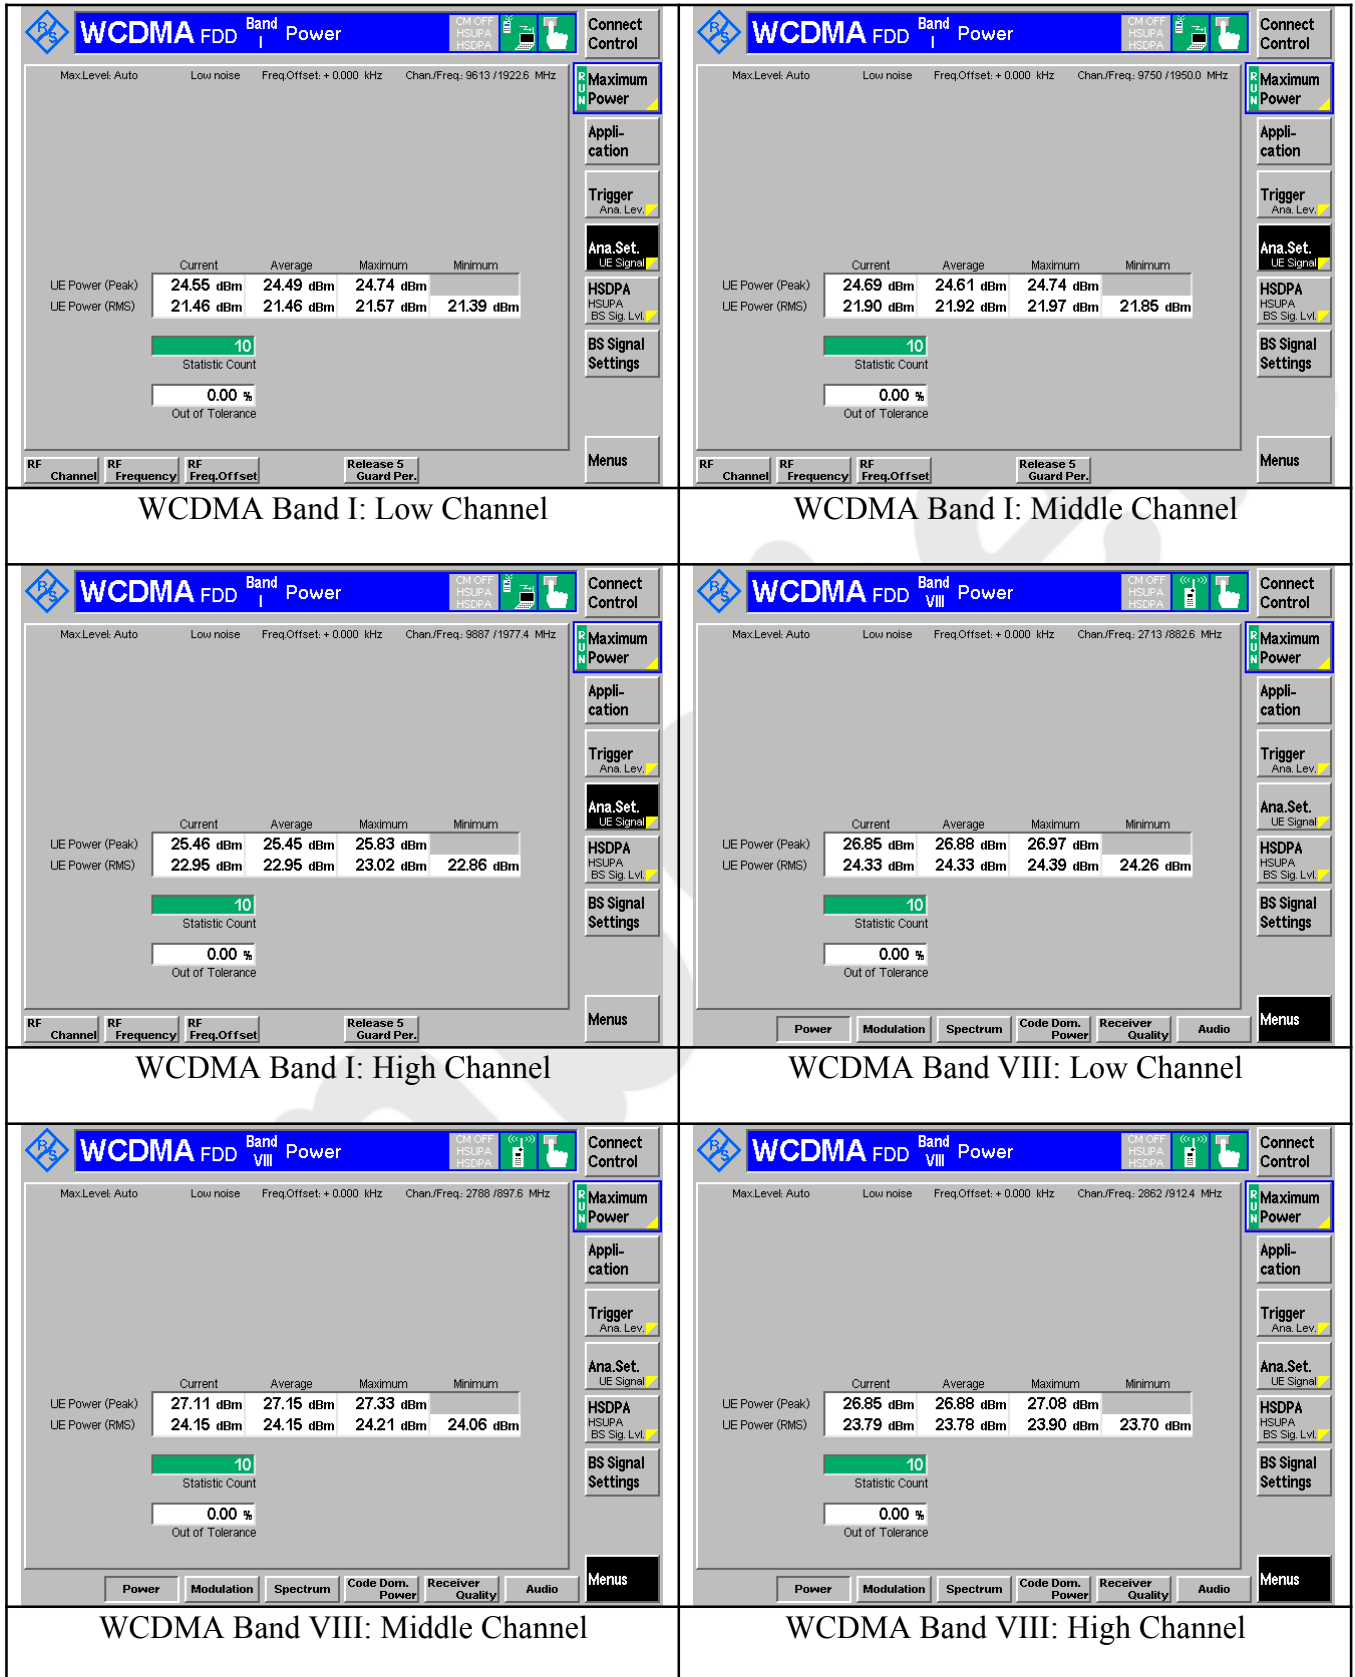 WCDMA FDD Band I Power CM OFF HSUPA HSDPA Connect Control
Max.Level: Auto Low noise Freq.Offset: + 0.000 kHz Chan./Freq.: 9613 /1922.6 MHz
RUN Maximum Power
Appli-cation
Trigger
Ana. Lev.
Ana.Set.
UE Signal
Current Average Maximum Minimum
UE Power (Peak) 24.55 dBm 24.49 dBm 24.74 dBm
UE Power (RMS) 21.46 dBm 21.46 dBm 21.57 dBm 21.39 dBm
HSDPA
HSUPA
BS Sig. Lvl.
10
Statistic Count
BS Signal Settings
0.00 %
Out of Tolerance
RF Channel RF Frequency RF Freq.Offset Release 5 Guard Per. Menus
WCDMA Band I: Low Channel
WCDMA FDD Band I Power CM OFF HSUPA HSDPA Connect Control
Max.Level: Auto Low noise Freq.Offset: + 0.000 kHz Chan./Freq.: 9750 /1950.0 MHz
RUN Maximum Power
Appli-cation
Trigger
Ana. Lev.
Ana.Set.
UE Signal
Current Average Maximum Minimum
UE Power (Peak) 24.69 dBm 24.61 dBm 24.74 dBm
UE Power (RMS) 21.90 dBm 21.92 dBm 21.97 dBm 21.85 dBm
HSDPA
HSUPA
BS Sig. Lvl.
10
Statistic Count
BS Signal Settings
0.00 %
Out of Tolerance
RF Channel RF Frequency RF Freq.Offset Release 5 Guard Per. Menus
WCDMA Band I: Middle Channel
WCDMA FDD Band I Power CM OFF HSUPA HSDPA Connect Control
Max.Level: Auto Low noise Freq.Offset: + 0.000 kHz Chan./Freq.: 9887 /1977.4 MHz
RUN Maximum Power
Appli-cation
Trigger
Ana. Lev.
Ana.Set.
UE Signal
Current Average Maximum Minimum
UE Power (Peak) 25.46 dBm 25.45 dBm 25.83 dBm
UE Power (RMS) 22.95 dBm 22.95 dBm 23.02 dBm 22.86 dBm
HSDPA
HSUPA
BS Sig. Lvl.
10
Statistic Count
BS Signal Settings
0.00 %
Out of Tolerance
RF Channel RF Frequency RF Freq.Offset Release 5 Guard Per. Menus
WCDMA Band I: High Channel
WCDMA FDD Band VIII Power CM OFF HSUPA HSDPA Connect Control
Max.Level: Auto Low noise Freq.Offset: + 0.000 kHz Chan./Freq.: 2713 /882.6 MHz
RUN Maximum Power
Appli-cation
Trigger
Ana. Lev.
Ana.Set.
UE Signal
Current Average Maximum Minimum
UE Power (Peak) 26.85 dBm 26.88 dBm 26.97 dBm
UE Power (RMS) 24.33 dBm 24.33 dBm 24.39 dBm 24.26 dBm
HSDPA
HSUPA
BS Sig. Lvl.
10
Statistic Count
BS Signal Settings
0.00 %
Out of Tolerance
Power Modulation Spectrum Code Dom. Power Receiver Quality Audio Menus
WCDMA Band VIII: Low Channel
WCDMA FDD Band VIII Power CM OFF HSUPA HSDPA Connect Control
Max.Level: Auto Low noise Freq.Offset: + 0.000 kHz Chan./Freq.: 2788 /897.6 MHz
RUN Maximum Power
Appli-cation
Trigger
Ana. Lev.
Ana.Set.
UE Signal
Current Average Maximum Minimum
UE Power (Peak) 27.11 dBm 27.15 dBm 27.33 dBm
UE Power (RMS) 24.15 dBm 24.15 dBm 24.21 dBm 24.06 dBm
HSDPA
HSUPA
BS Sig. Lvl.
10
Statistic Count
BS Signal Settings
0.00 %
Out of Tolerance
Power Modulation Spectrum Code Dom. Power Receiver Quality Audio Menus
WCDMA Band VIII: Middle Channel
WCDMA FDD Band VIII Power CM OFF HSUPA HSDPA Connect Control
Max.Level: Auto Low noise Freq.Offset: + 0.000 kHz Chan./Freq.: 2862 /912.4 MHz
RUN Maximum Power
Appli-cation
Trigger
Ana. Lev.
Ana.Set.
UE Signal
Current Average Maximum Minimum
UE Power (Peak) 26.85 dBm 26.88 dBm 27.08 dBm
UE Power (RMS) 23.79 dBm 23.78 dBm 23.90 dBm 23.70 dBm
HSDPA
HSUPA
BS Sig. Lvl.
10
Statistic Count
BS Signal Settings
0.00 %
Out of Tolerance
Power Modulation Spectrum Code Dom. Power Receiver Quality Audio Menus
WCDMA Band VIII: High Channel